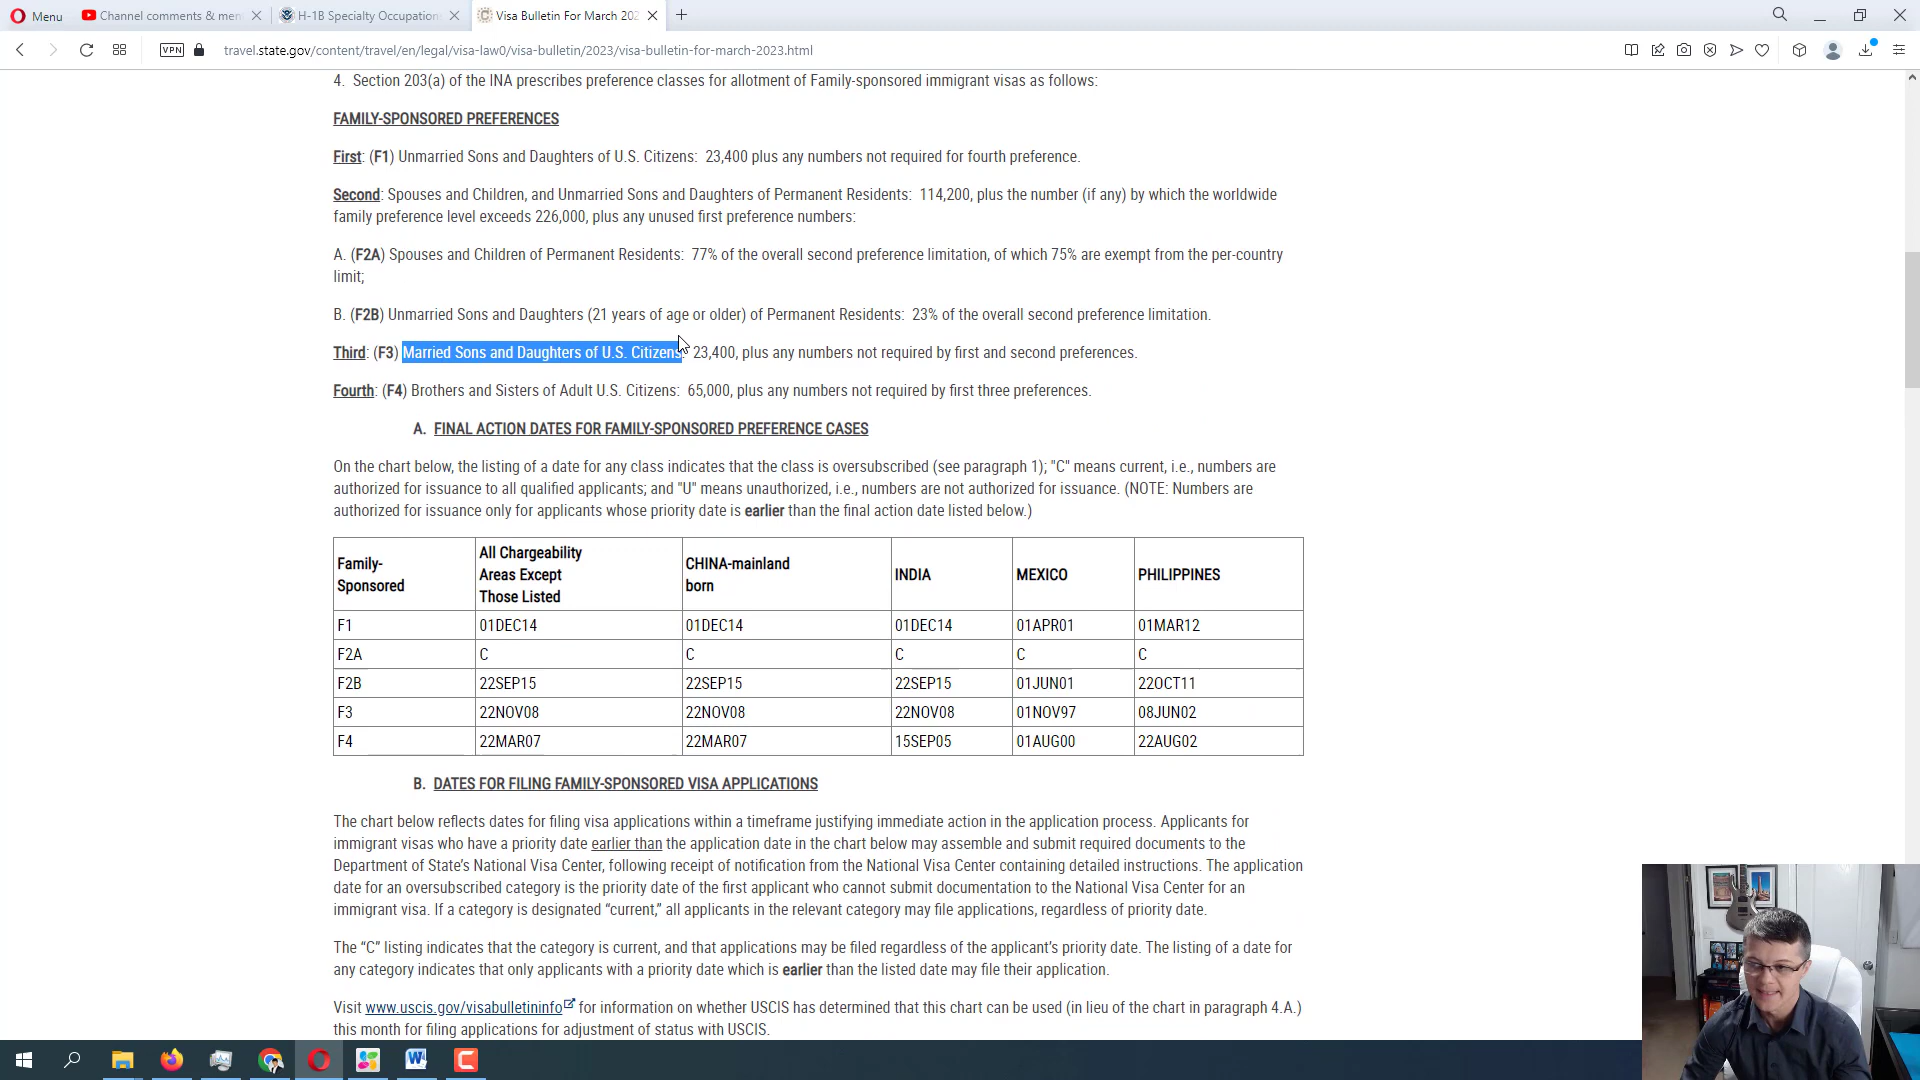 Menu
Channel comments & men
H-1B Specialty Occupation
Visa Bulletin For March 202
VPN
travel.state.gov/content/travel/en/legal/visa-law0/visa-bulletin/2023/visa-bulletin-for-march-2023.html
4. Section 203(a) of the INA prescribes preference classes for allotment of Family-sponsored immigrant visas as follows:
FAMILY-SPONSORED PREFERENCES
First: (F1) Unmarried Sons and Daughters of U.S. Citizens: 23,400 plus any numbers not required for fourth preference.
Second: Spouses and Children, and Unmarried Sons and Daughters of Permanent Residents: 114,200, plus the number (if any) by which the worldwide
family preference level exceeds 226,000, plus any unused first preference numbers:
A. (F2A) Spouses and Children of Permanent Residents: 77% of the overall second preference limitation, of which 75% are exempt from the per-country
limit;
B. (F2B) Unmarried Sons and Daughters (21 years of age or older) of Permanent Residents: 23% of the overall second preference limitation.
Third: (F3) Married Sons and Daughters of U.S. Citizens: 23,400, plus any numbers not required by first and second preferences.
Fourth: (F4) Brothers and Sisters of Adult U.S. Citizens: 65,000, plus any numbers not required by first three preferences.
A. FINAL ACTION DATES FOR FAMILY-SPONSORED PREFERENCE CASES
On the chart below, the listing of a date for any class indicates that the class is oversubscribed (see paragraph 1); "C" means current, i.e., numbers are
authorized for issuance to all qualified applicants; and "U" means unauthorized, i.e., numbers are not authorized for issuance. (NOTE: Numbers are
authorized for issuance only for applicants whose priority date is earlier than the final action date listed below.)
Family-Sponsored All Chargeability Areas Except Those Listed CHINA-mainland born INDIA MEXICO PHILIPPINES
F1 01DEC14 01DEC14 01DEC14 01APR01 01MAR12
F2A C C C C C
F2B 22SEP15 22SEP15 22SEP15 01JUN01 22OCT11
F3 22NOV08 22NOV08 22NOV08 01NOV97 08JUN02
F4 22MAR07 22MAR07 15SEP05 01AUG00 22AUG02
B. DATES FOR FILING FAMILY-SPONSORED VISA APPLICATIONS
The chart below reflects dates for filing visa applications within a timeframe justifying immediate action in the application process. Applicants for
immigrant visas who have a priority date earlier than the application date in the chart below may assemble and submit required documents to the
Department of State's National Visa Center, following receipt of notification from the National Visa Center containing detailed instructions. The application
date for an oversubscribed category is the priority date of the first applicant who cannot submit documentation to the National Visa Center for an
immigrant visa. If a category is designated "current," all applicants in the relevant category may file applications, regardless of priority date.
The "C" listing indicates that the category is current, and that applications may be filed regardless of the applicant's priority date. The listing of a date for
any category indicates that only applicants with a priority date which is earlier than the listed date may file their application.
Visit www.uscis.gov/visabulletininfo for information on whether USCIS has determined that this chart can be used (in lieu of the chart in paragraph 4.A.)
this month for filing applications for adjustment of status with USCIS.